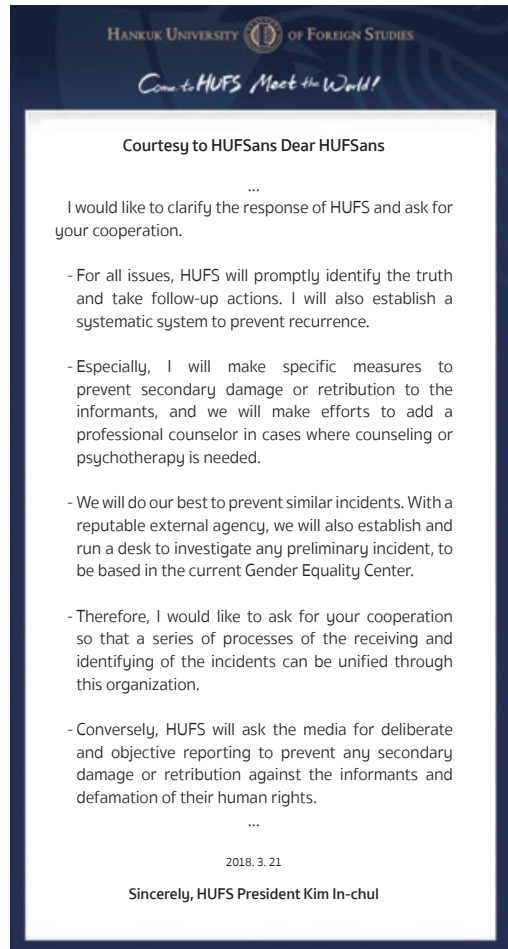 HANKUK UNIVERSITY OF FOREIGN STUDIES
Come to HUFS Meet the World!
Courtesy to HUFSans Dear HUFSans
...
I would like to clarify the response of HUFS and ask for
your cooperation.
- For all issues, HUFS will promptly identify the truth
and take follow-up actions. I will also establish a
systematic system to prevent recurrence.
- Especially, I will make specific measures to
prevent secondary damage or retribution to the
informants, and we will make efforts to add a
professional counselor in cases where counseling or
psychotherapy is needed.
- We will do our best to prevent similar incidents. With a
reputable external agency, we will also establish and
run a desk to investigate any preliminary incident, to
be based in the current Gender Equality Center.
- Therefore, I would like to ask for your cooperation
so that a series of processes of the receiving and
identifying of the incidents can be unified through
this organization.
- Conversely, HUFS will ask the media for deliberate
and objective reporting to prevent any secondary
damage or retribution against the informants and
defamation of their human rights.
...
2018. 3. 21
Sincerely, HUFS President Kim In-chul